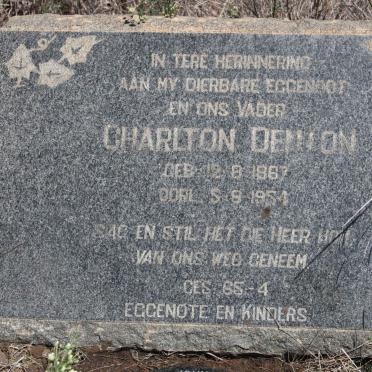 IN TERE HERINNERING
AAN MY DIERBARE EGGENOOT
EN ONS VADER
CHARLTON DENTON
GEB. 12-8-1867
OORL. 5-9-1954
SAG EN STIL HET DIE HEER HOM
VAN ONS WEG GENEEM
GES. 65-4
EGGENOTE EN KINDERS